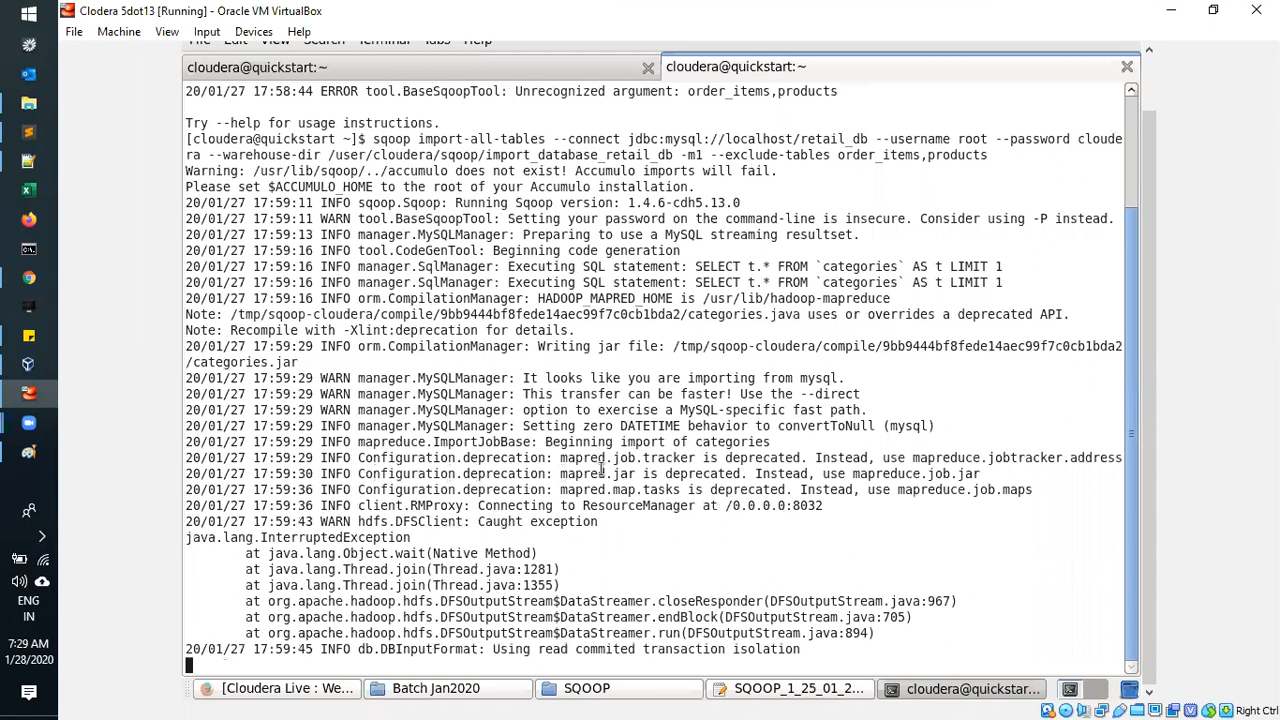 Clodera 5dot13 [Running] - Oracle VM VirtualBox
File Machine View Input Devices Help
File Edit View Search Terminal Tabs Help
cloudera@quickstart:~
cloudera@quickstart:~
20/01/27 17:58:44 ERROR tool.BaseSqoopTool: Unrecognized argument: order_items,products
Try --help for usage instructions.
[cloudera@quickstart ~]$ sqoop import-all-tables --connect jdbc:mysql://localhost/retail_db --username root --password cloude
ra --warehouse-dir /user/cloudera/sqoop/import_database_retail_db -m1 --exclude-tables order_items,products
Warning: /usr/lib/sqoop/../accumulo does not exist! Accumulo imports will fail.
Please set $ACCUMULO_HOME to the root of your Accumulo installation.
20/01/27 17:59:11 INFO sqoop.Sqoop: Running Sqoop version: 1.4.6-cdh5.13.0
20/01/27 17:59:11 WARN tool.BaseSqoopTool: Setting your password on the command-line is insecure. Consider using -P instead.
20/01/27 17:59:13 INFO manager.MySQLManager: Preparing to use a MySQL streaming resultset.
20/01/27 17:59:16 INFO tool.CodeGenTool: Beginning code generation
20/01/27 17:59:16 INFO manager.SqlManager: Executing SQL statement: SELECT t.* FROM `categories` AS t LIMIT 1
20/01/27 17:59:16 INFO manager.SqlManager: Executing SQL statement: SELECT t.* FROM `categories` AS t LIMIT 1
20/01/27 17:59:16 INFO orm.CompilationManager: HADOOP_MAPRED_HOME is /usr/lib/hadoop-mapreduce
Note: /tmp/sqoop-cloudera/compile/9bb9444bf8fede14aec99f7c0cb1bda2/categories.java uses or overrides a deprecated API.
Note: Recompile with -Xlint:deprecation for details.
20/01/27 17:59:29 INFO orm.CompilationManager: Writing jar file: /tmp/sqoop-cloudera/compile/9bb9444bf8fede14aec99f7c0cb1bda2
/categories.jar
20/01/27 17:59:29 WARN manager.MySQLManager: It looks like you are importing from mysql.
20/01/27 17:59:29 WARN manager.MySQLManager: This transfer can be faster! Use the --direct
20/01/27 17:59:29 WARN manager.MySQLManager: option to exercise a MySQL-specific fast path.
20/01/27 17:59:29 INFO manager.MySQLManager: Setting zero DATETIME behavior to convertToNull (mysql)
20/01/27 17:59:29 INFO mapreduce.ImportJobBase: Beginning import of categories
20/01/27 17:59:29 INFO Configuration.deprecation: mapred.job.tracker is deprecated. Instead, use mapreduce.jobtracker.address
20/01/27 17:59:30 INFO Configuration.deprecation: mapred.jar is deprecated. Instead, use mapreduce.job.jar
20/01/27 17:59:36 INFO Configuration.deprecation: mapred.map.tasks is deprecated. Instead, use mapreduce.job.maps
20/01/27 17:59:36 INFO client.RMProxy: Connecting to ResourceManager at /0.0.0.0:8032
20/01/27 17:59:43 WARN hdfs.DFSClient: Caught exception
java.lang.InterruptedException
at java.lang.Object.wait(Native Method)
at java.lang.Thread.join(Thread.java:1281)
at java.lang.Thread.join(Thread.java:1355)
at org.apache.hadoop.hdfs.DFSOutputStream$DataStreamer.closeResponder(DFSOutputStream.java:967)
at org.apache.hadoop.hdfs.DFSOutputStream$DataStreamer.endBlock(DFSOutputStream.java:705)
at org.apache.hadoop.hdfs.DFSOutputStream$DataStreamer.run(DFSOutputStream.java:894)
20/01/27 17:59:45 INFO db.DBInputFormat: Using read commited transaction isolation
ENG
IN
7:29 AM
1/28/2020
[Cloudera Live : We... Batch Jan2020 SQOOP SQOOP_1_25_01_2... cloudera@quickstar...
Right Ctrl